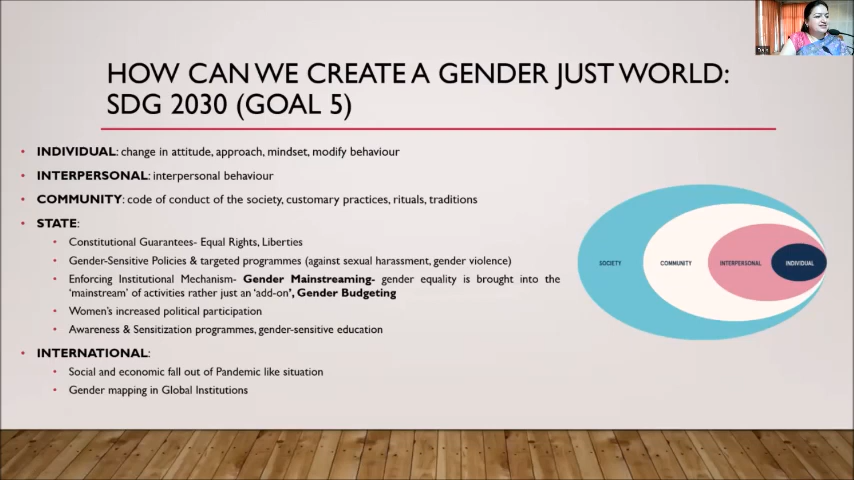 HOW CAN WE CREATE A GENDER JUST WORLD:
SDG 2030 (GOAL 5)
• INDIVIDUAL: change in attitude, approach, mindset, modify behaviour
• INTERPERSONAL: interpersonal behaviour
• COMMUNITY: code of conduct of the society, customary practices, rituals, traditions
• STATE:
• Constitutional Guarantees- Equal Rights, Liberties
• Gender-Sensitive Policies & targeted programmes (against sexual harassment, gender violence)
• Enforcing Institutional Mechanism- Gender Mainstreaming- gender equality is brought into the
'mainstream' of activities rather just an 'add-on', Gender Budgeting
• Women's increased political participation
• Awareness & Sensitization programmes, gender-sensitive education
• INTERNATIONAL:
• Social and economic fall out of Pandemic like situation
• Gender mapping in Global Institutions
SOCIETY
COMMUNITY
INTERPERSONAL
INDIVIDUAL